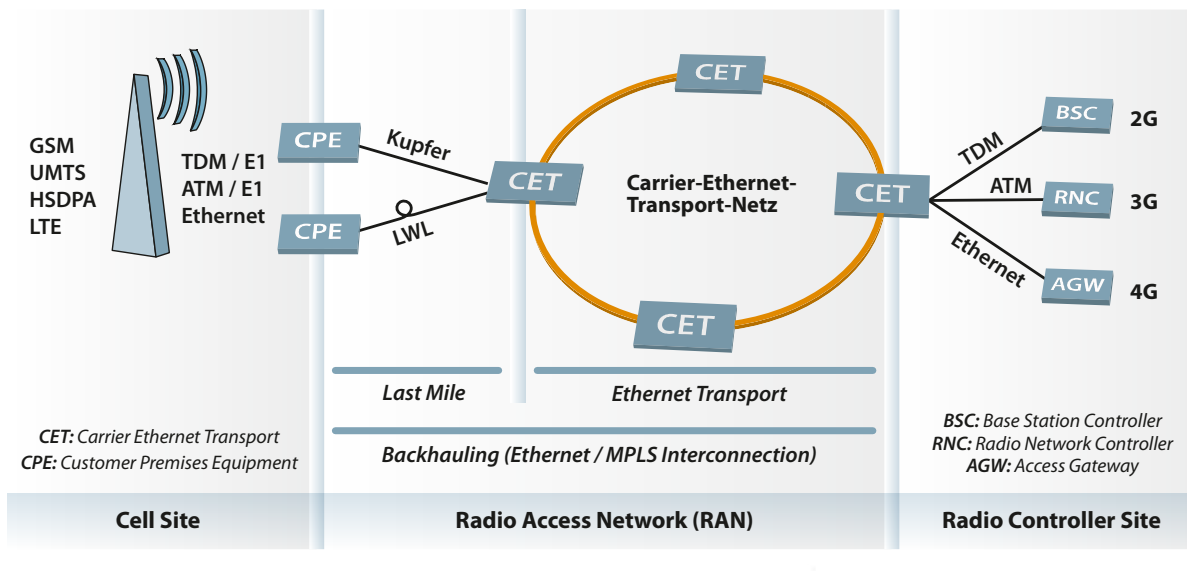 GSM
UMTS
HSDPA
LTE
TDM / E1
ATM / E1
Ethernet
CPE
CPE
Kupfer
LWL
CET
CET
CET
CET
Carrier-Ethernet-
Transport-Netz
TDM
ATM
Ethernet
BSC
2G
RNC
3G
AGW
4G
Last Mile
Ethernet Transport
Backhauling (Ethernet / MPLS Interconnection)
CET: Carrier Ethernet Transport
CPE: Customer Premises Equipment
BSC: Base Station Controller
RNC: Radio Network Controller
AGW: Access Gateway
Cell Site
Radio Access Network (RAN)
Radio Controller Site